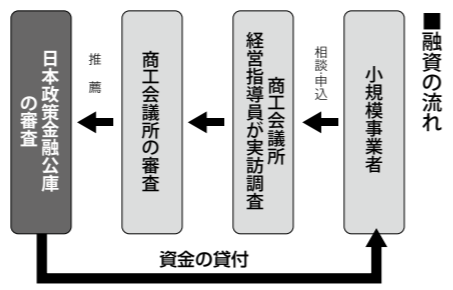 ■融資の流れ
小規模事業者
相談・申込
商工会議所
経営指導員が実訪調査
商工会議所の審査
推薦
日本政策金融公庫
の審査
資金の貸付